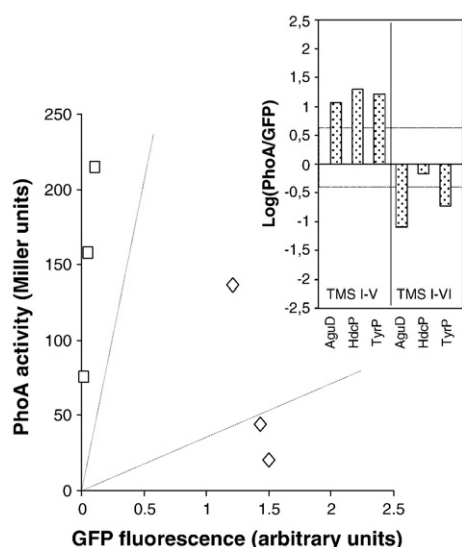 PhoA activity (Miller units)
250
200
150
100
50
0
0
0.5
1
1.5
2
2.5
GFP fluorescence (arbitrary units)
Log(PhoA/GFP)
2,5
2
1,5
1
0,5
0
-0,5
-1
-1,5
-2
-2,5
TMS I-V
TMS I-VI
AguD
HdcP
TyrP
AguD
HdcP
TyrP